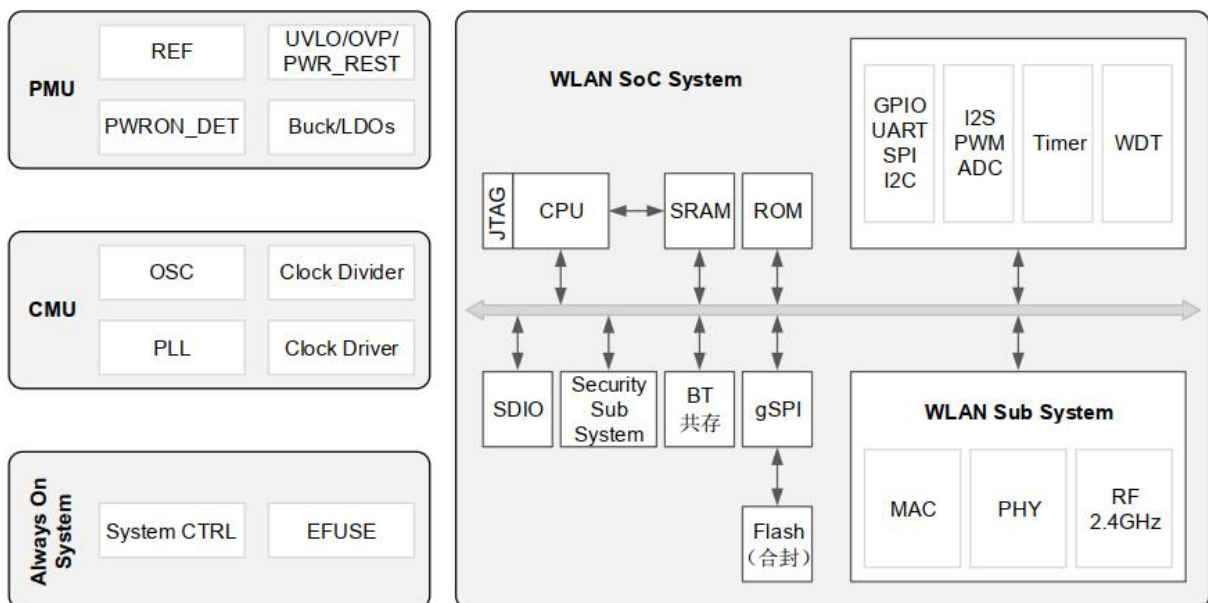 PMU
REF
UVLO/OVP/
PWR_REST
PWRON_DET
Buck/LDOs
CMU
OSC
Clock Divider
PLL
Clock Driver
Always On
System
System CTRL
EFUSE
WLAN SoC System
GPIO
UART
SPI
I2C
I2S
PWM
ADC
Timer
WDT
JTAG
CPU
SRAM
ROM
SDIO
Security
Sub
System
BT
共存
gSPI
Flash
（合封）
WLAN Sub System
MAC
PHY
RF
2.4GHz